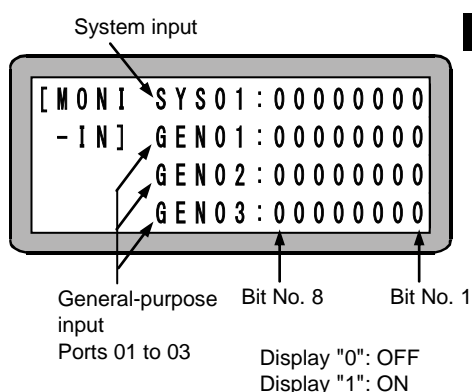 System input
[MONI SYS01:00000000
-IN] GEN01:00000000
GEN02:00000000
GEN03:00000000
General-purpose
input
Ports 01 to 03
Bit No. 8
Bit No. 1
Display "0": OFF
Display "1": ON